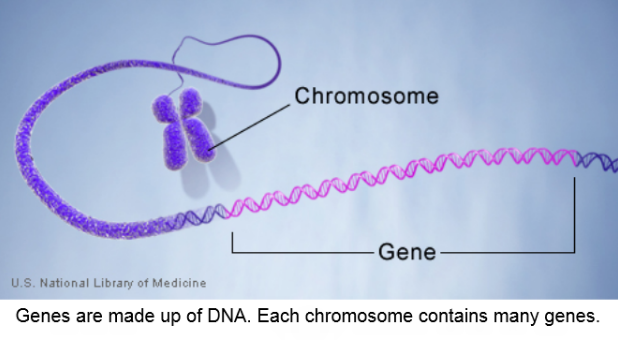 Chromosome
Gene
U.S. National Library of Medicine
Genes are made up of DNA. Each chromosome contains many genes.